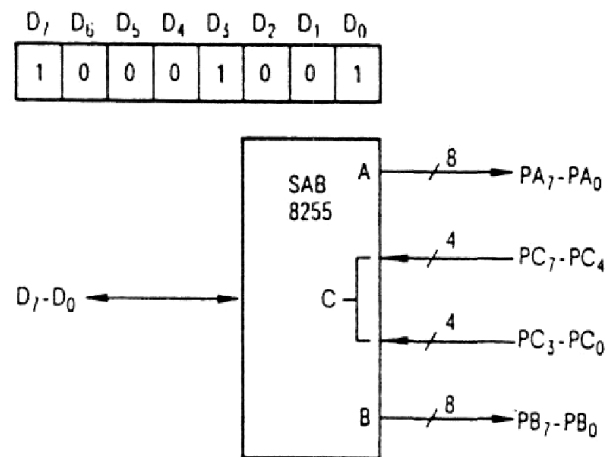 D₇ D₆ D₅ D₄ D₃ D₂ D₁ D₀
1 0 0 0 1 0 0 1
A 8 PA₇-PA₀
SAB
8255
4 PC₇-PC₄
D₇-D₀ C
4 PC₃-PC₀
B 8 PB₇-PB₀